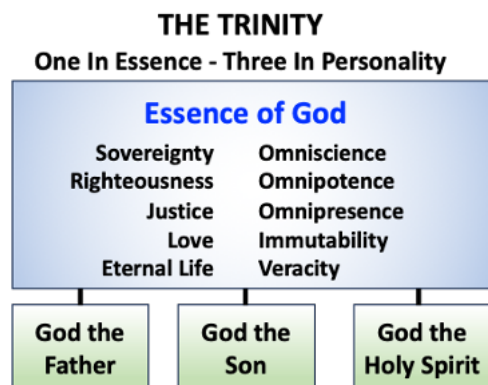 THE TRINITY
One In Essence - Three In Personality
Essence of God
Sovereignty Omniscience
Righteousness Omnipotence
Justice Omnipresence
Love Immutability
Eternal Life Veracity
God the Father
God the Son
God the Holy Spirit